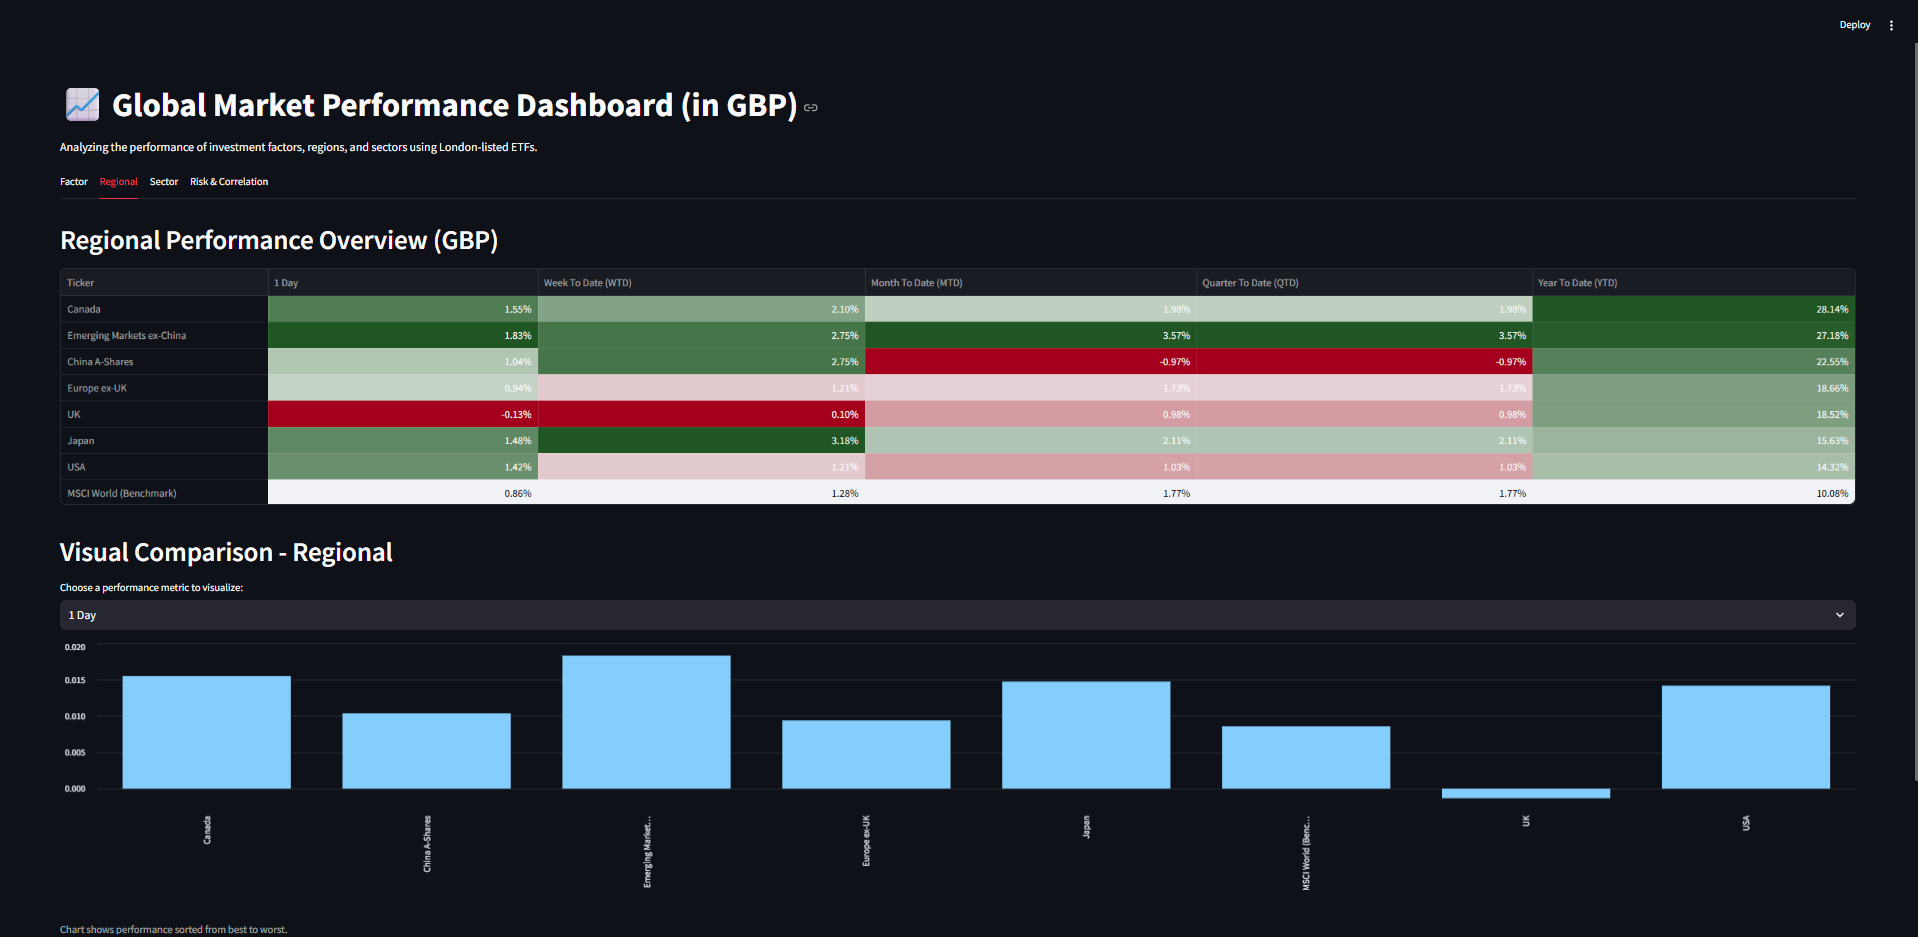 Deploy
Global Market Performance Dashboard (in GBP)
Analyzing the performance of investment factors, regions, and sectors using London-listed ETFs.
Factor Regional Sector Risk & Correlation
Regional Performance Overview (GBP)
Ticker 1 Day Week To Date (WTD) Month To Date (MTD) Quarter To Date (QTD) Year To Date (YTD)
Canada 1.55% 2.10% 1.98% 1.98% 28.14%
Emerging Markets ex-China 1.83% 2.75% 3.57% 3.57% 27.18%
China A-Shares 1.04% 2.75% -0.97% -0.97% 22.55%
Europe ex-UK 0.94% 1.21% 1.73% 1.73% 18.66%
UK -0.13% 0.10% 0.98% 0.98% 18.52%
Japan 1.48% 3.18% 2.11% 2.11% 15.63%
USA 1.42% 1.21% 1.03% 1.03% 14.32%
MSCI World (Benchmark) 0.86% 1.28% 1.77% 1.77% 10.08%
Visual Comparison - Regional
Choose a performance metric to visualize:
1 Day
0.020
0.015
0.010
0.005
0.000
Canada
China A-Shares
Emerging Market…
Europe ex-UK
Japan
MSCI World (Benc…
UK
USA
Chart shows performance sorted from best to worst.